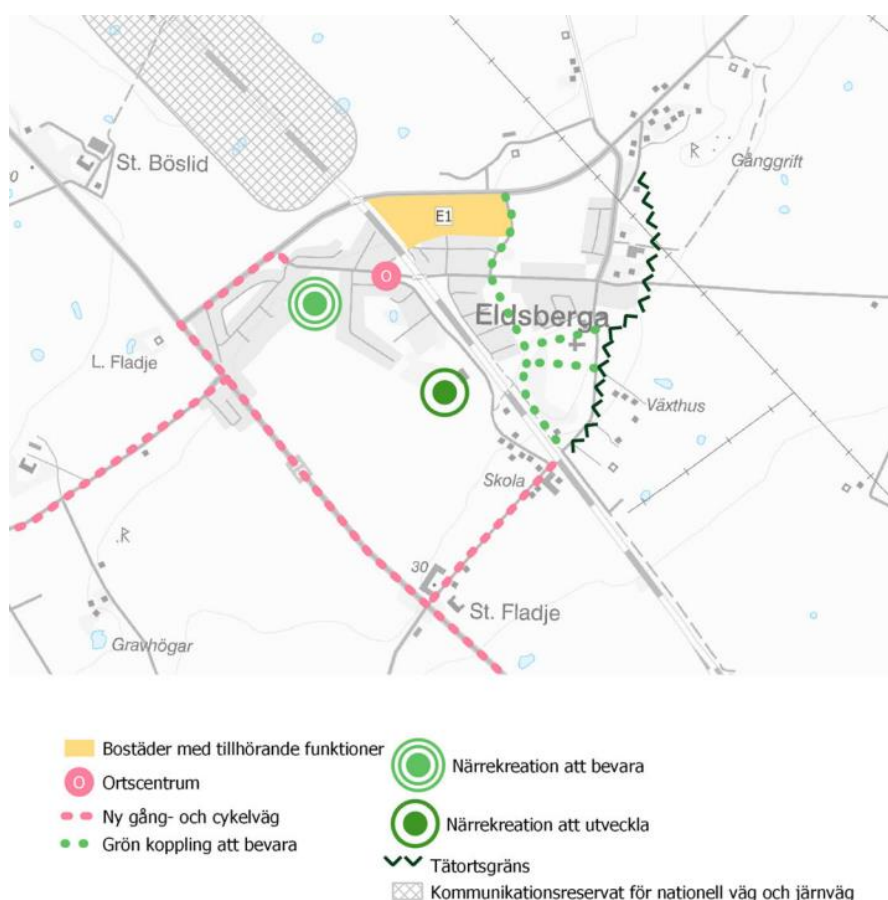 St. Böslid
Gånggrift
E1
O
Eldsberga
L. Fladje
Växthus
Skola
30
St. Fladje
Gravhögar
Bostäder med tillhörande funktioner
O Ortscentrum
Ny gång- och cykelväg
Grön koppling att bevara
Närrekreation att bevara
Närrekreation att utveckla
Tätortsgräns
Kommunikationsreservat för nationell väg och järnväg